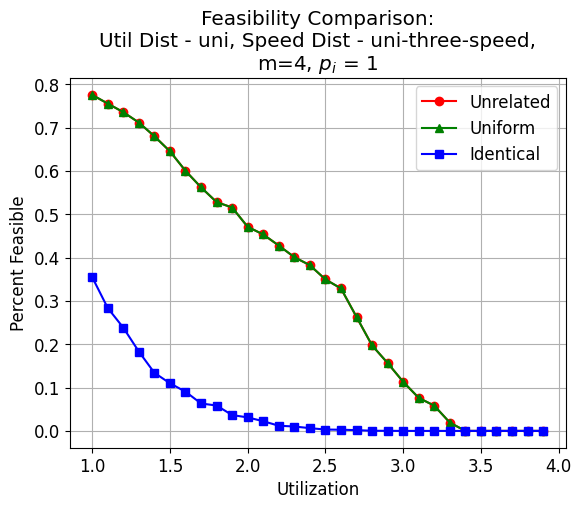 Feasibility Comparison:
Util Dist - uni, Speed Dist - uni-three-speed,
m=4, $p_i$ = 1
Unrelated
Uniform
Identical
Percent Feasible
0.8
0.7
0.6
0.5
0.4
0.3
0.2
0.1
0.0
1.0 1.5 2.0 2.5 3.0 3.5 4.0
Utilization